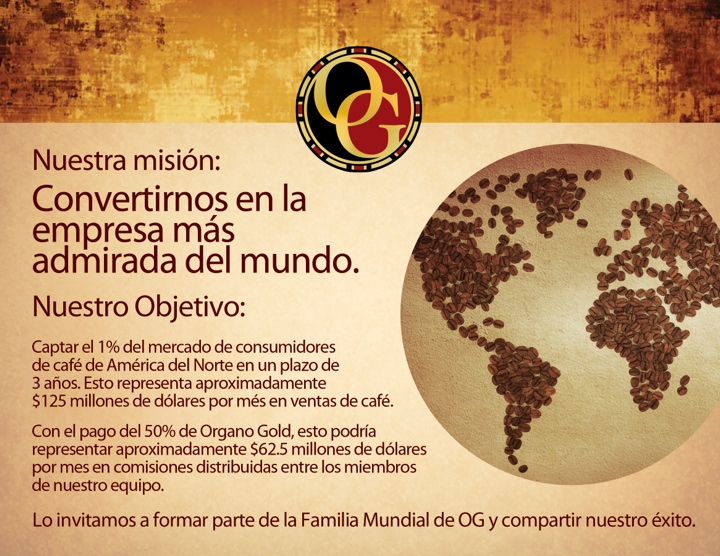 OG
Nuestra misión:
Convertirnos en la
empresa más
admirada del mundo.
Nuestro Objetivo:
Captar el 1% del mercado de consumidores
de café de América del Norte en un plazo de
3 años. Esto representa aproximadamente
$125 millones de dólares por més en ventas de café.
Con el pago del 50% de Organo Gold, esto podría
representar aproximadamente $62.5 millones de dólares
por mes en comisiones distribuidas entre los miembros
de nuestro equipo.
Lo invitamos a formar parte de la Familia Mundial de OG y compartir nuestro éxito.